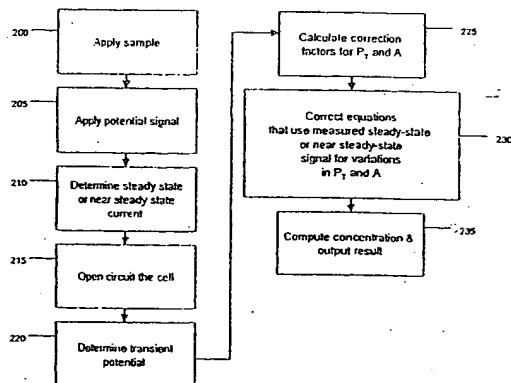 200
Apply sample
205
Apply potential signal
210
Determine steady state
or near steady state
current
215
Open circuit the cell
220
Determine transient
potential
225
Calculate correction
factors for PT and A
230
Correct equations
that use measured steady-state
or near steady-state
signal for variations
in PT and A
235
Compute concentration &
output result